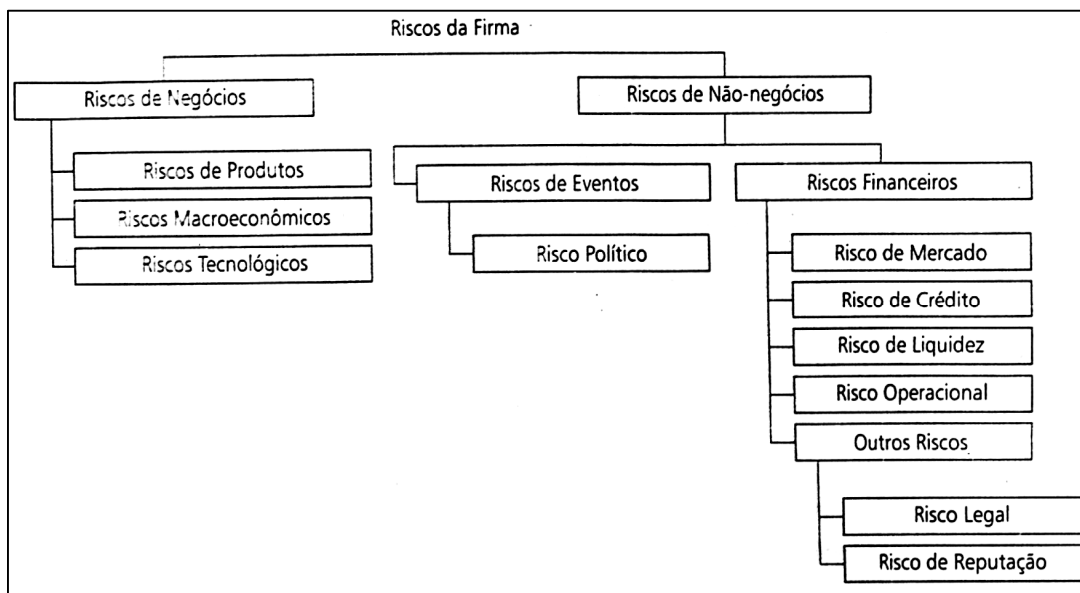 Riscos da Firma
Riscos de Negócios
Riscos de Não-negócios
Riscos de Produtos
Riscos Macroeconômicos
Riscos Tecnológicos
Riscos de Eventos
Risco Político
Riscos Financeiros
Risco de Mercado
Risco de Crédito
Risco de Liquidez
Risco Operacional
Outros Riscos
Risco Legal
Risco de Reputação